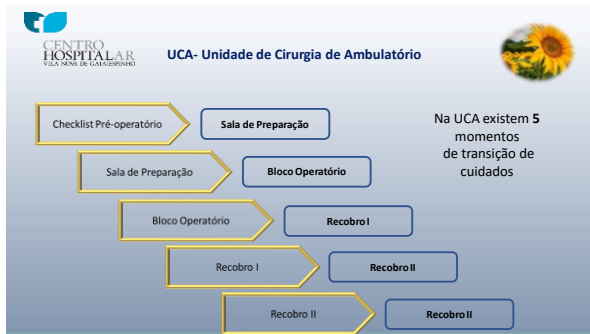 CENTRO
HOSPITALAR
VILA NOVA DE GAIA/ESPINHO
UCA- Unidade de Cirurgia de Ambulatório
Checklist Pré-operatório
Sala de Preparação
Sala de Preparação
Bloco Operatório
Bloco Operatório
Recobro I
Recobro I
Recobro II
Recobro II
Recobro II
Na UCA existem 5
momentos
de transição de
cuidados